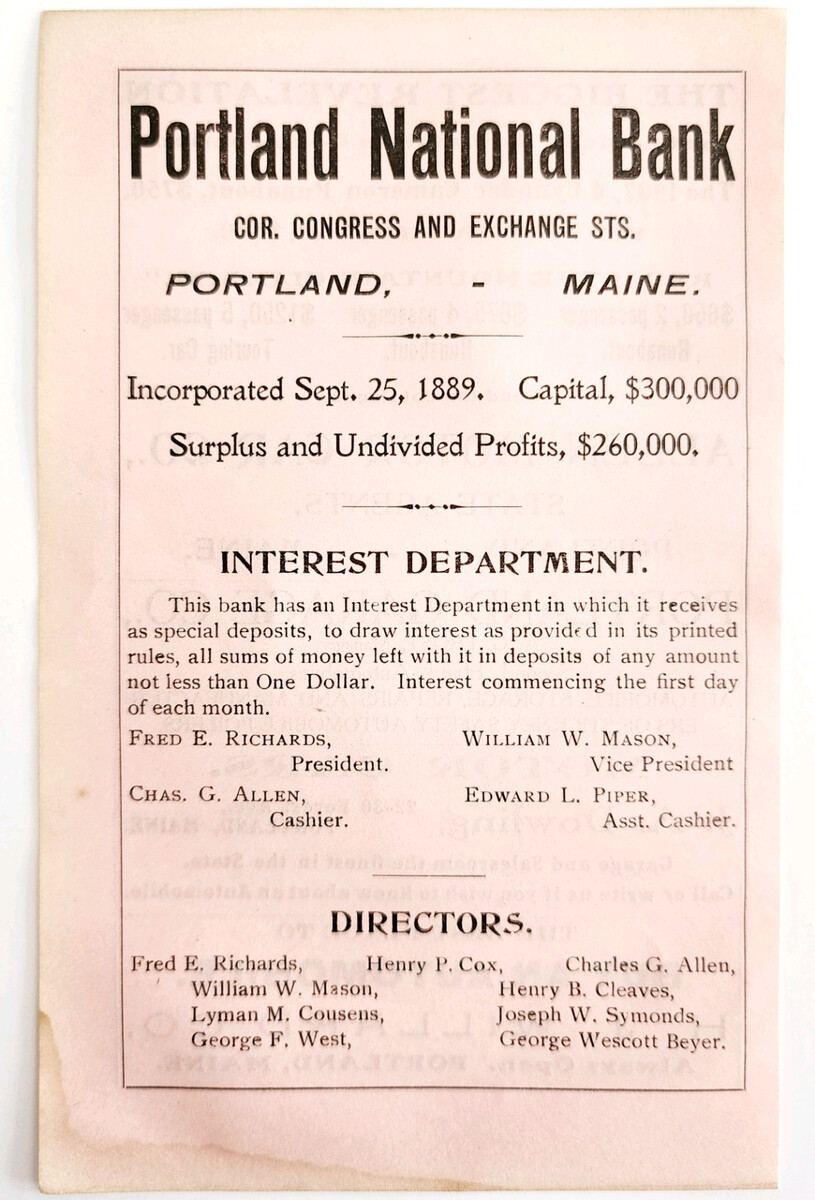 Portland National Bank
COR. CONGRESS AND EXCHANGE STS.
PORTLAND, - MAINE.
Incorporated Sept. 25, 1889. Capital, $300,000
Surplus and Undivided Profits, $260,000.
INTEREST DEPARTMENT.
This bank has an Interest Department in which it receives
as special deposits, to draw interest as provided in its printed
rules, all sums of money left with it in deposits of any amount
not less than One Dollar. Interest commencing the first day
of each month.
FRED E. RICHARDS, WILLIAM W. MASON,
President. Vice President
CHAS. G. ALLEN, EDWARD L. PIPER,
Cashier. Asst. Cashier.
DIRECTORS.
Fred E. Richards, Henry P. Cox, Charles G. Allen,
William W. Mason, Henry B. Cleaves,
Lyman M. Cousens, Joseph W. Symonds,
George F. West, George Wescott Beyer.